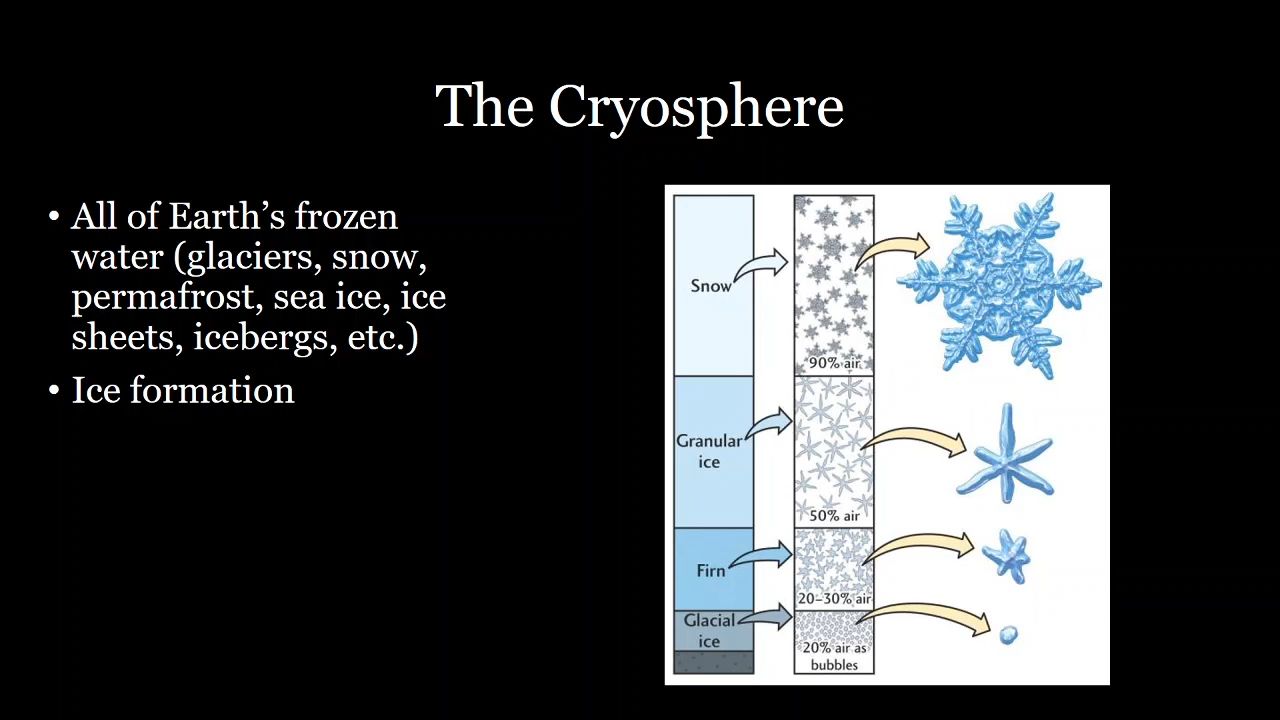 The Cryosphere
• All of Earth’s frozen
water (glaciers, snow,
permafrost, sea ice, ice
sheets, icebergs, etc.)
• Ice formation
Snow
90% air
Granular
ice
50% air
Firn
20–30% air
Glacial
ice
20% air as
bubbles